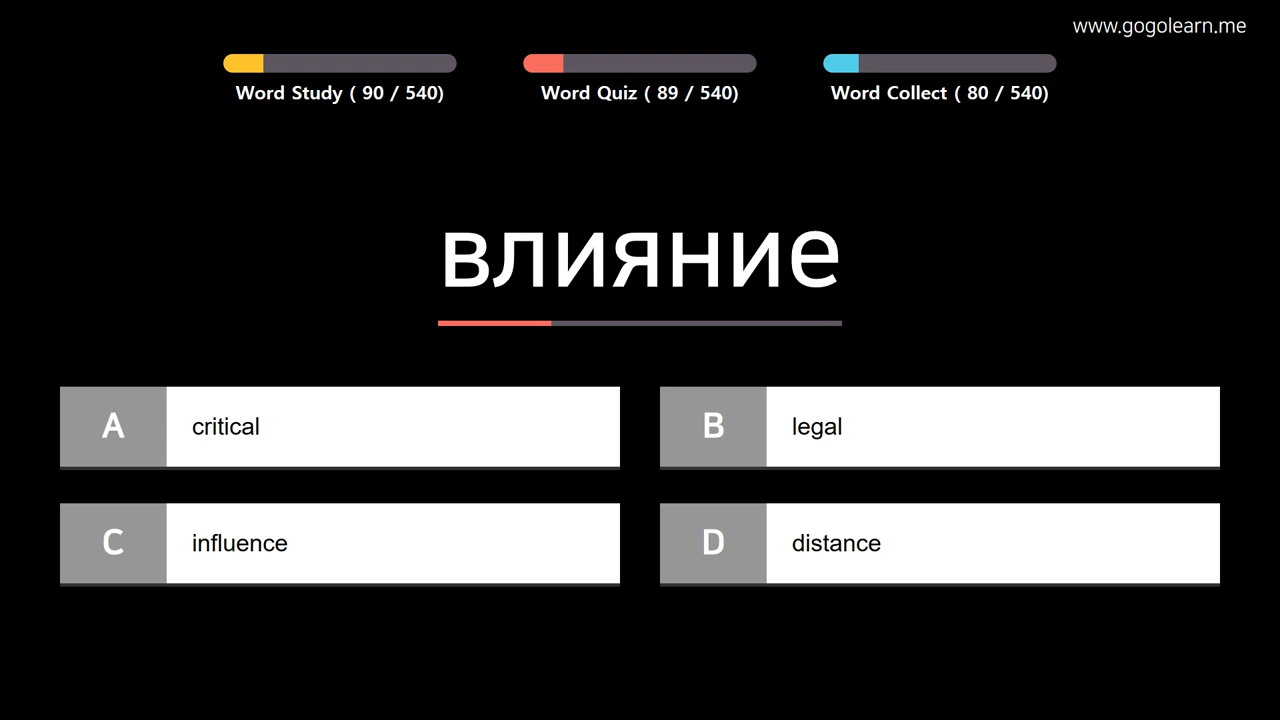 www.gogolearn.me
Word Study ( 90 / 540)
Word Quiz ( 89 / 540)
Word Collect ( 80 / 540)
влияние
A critical
B legal
C influence
D distance